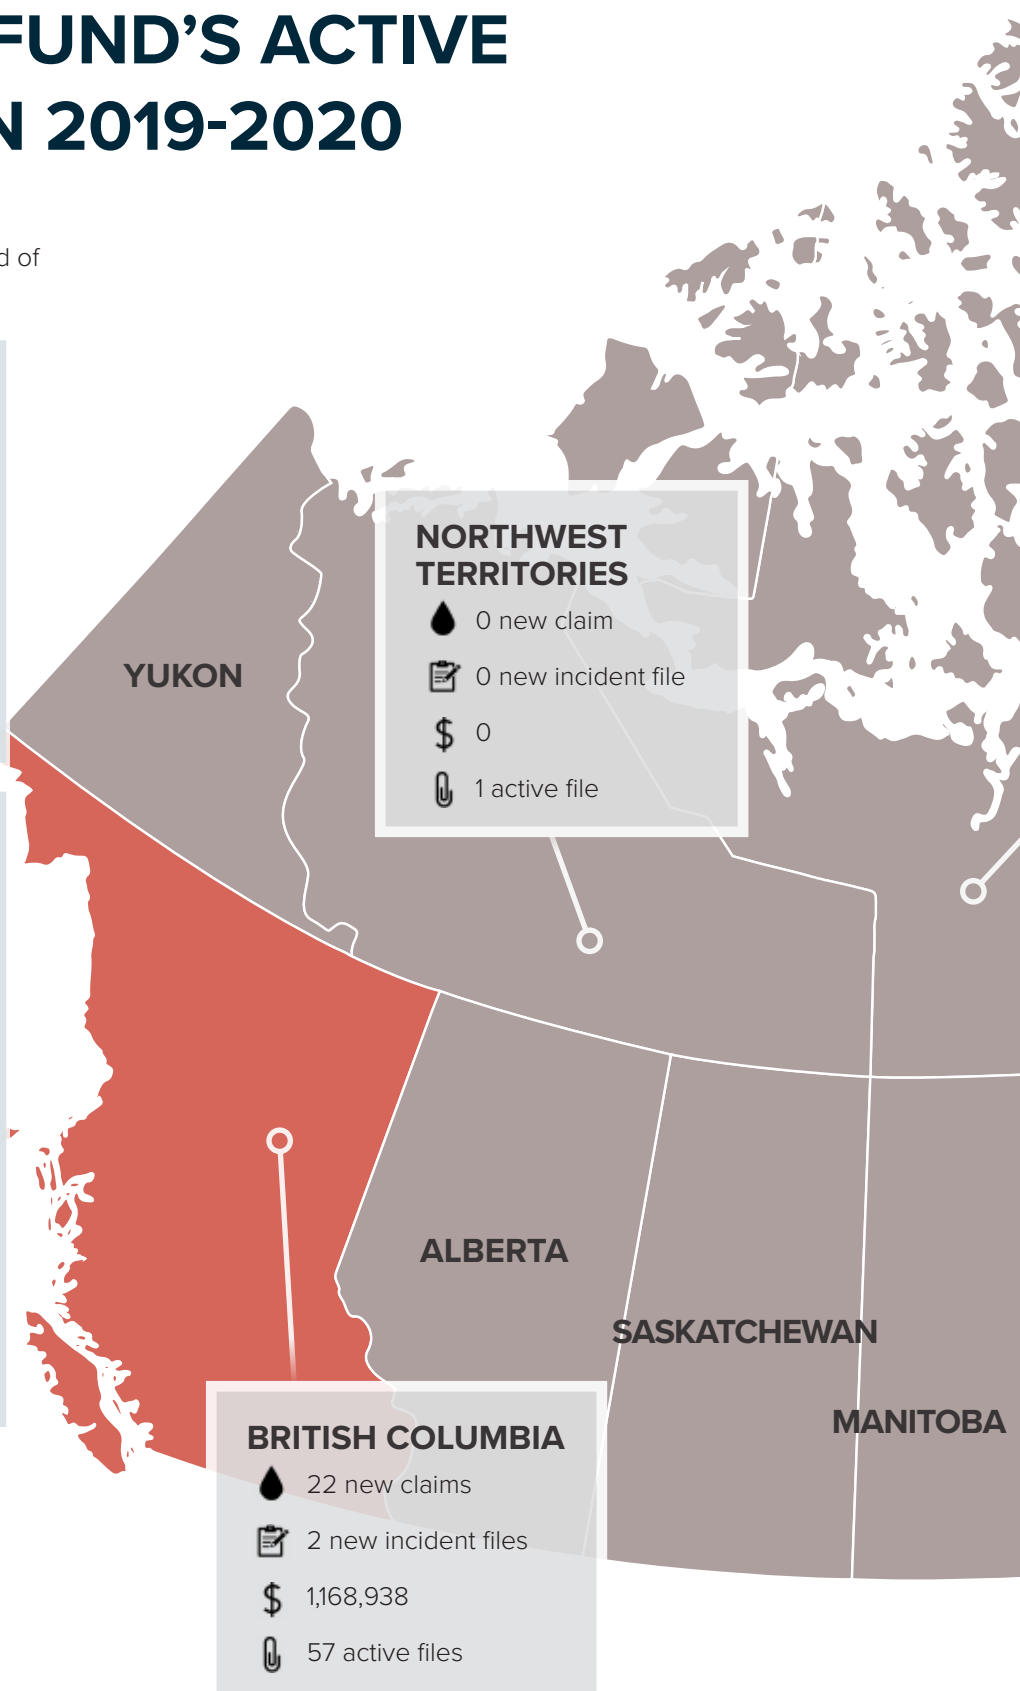 FUND’S ACTIVE
N 2019-2020
d of
NORTHWEST
TERRITORIES
0 new claim
0 new incident file
$ 0
1 active file
YUKON
ALBERTA
SASKATCHEWAN
MANITOBA
BRITISH COLUMBIA
22 new claims
2 new incident files
$ 1,168,938
57 active files